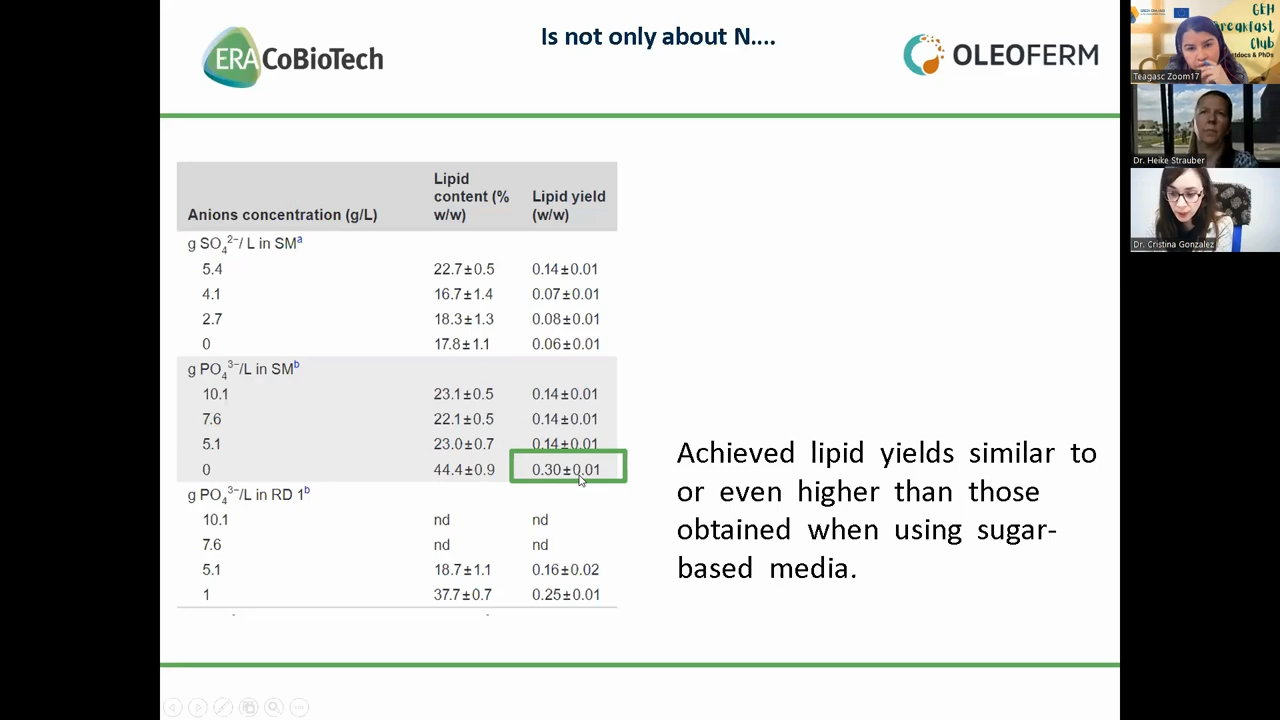 Is not only about N....
ERA CoBioTech
OLEOFERM
Anions concentration (g/L) Lipid content (% w/w) Lipid yield (w/w)
g SO₄²⁻/ L in SMᵃ
5.4 22.7±0.5 0.14±0.01
4.1 16.7±1.4 0.07±0.01
2.7 18.3±1.3 0.08±0.01
0 17.8±1.1 0.06±0.01
g PO₄³⁻/L in SMᵇ
10.1 23.1±0.5 0.14±0.01
7.6 22.1±0.5 0.14±0.01
5.1 23.0±0.7 0.14±0.01
0 44.4±0.9 0.30±0.01
g PO₄³⁻/L in RD 1ᵇ
10.1 nd nd
7.6 nd nd
5.1 18.7±1.1 0.16±0.02
1 37.7±0.7 0.25±0.01
Achieved lipid yields similar to
or even higher than those
obtained when using sugar-
based media.
GEH
Breakfast
Club
Teagasc Zoom17
Dr. Heike Strauber
Dr. Cristina Gonzalez